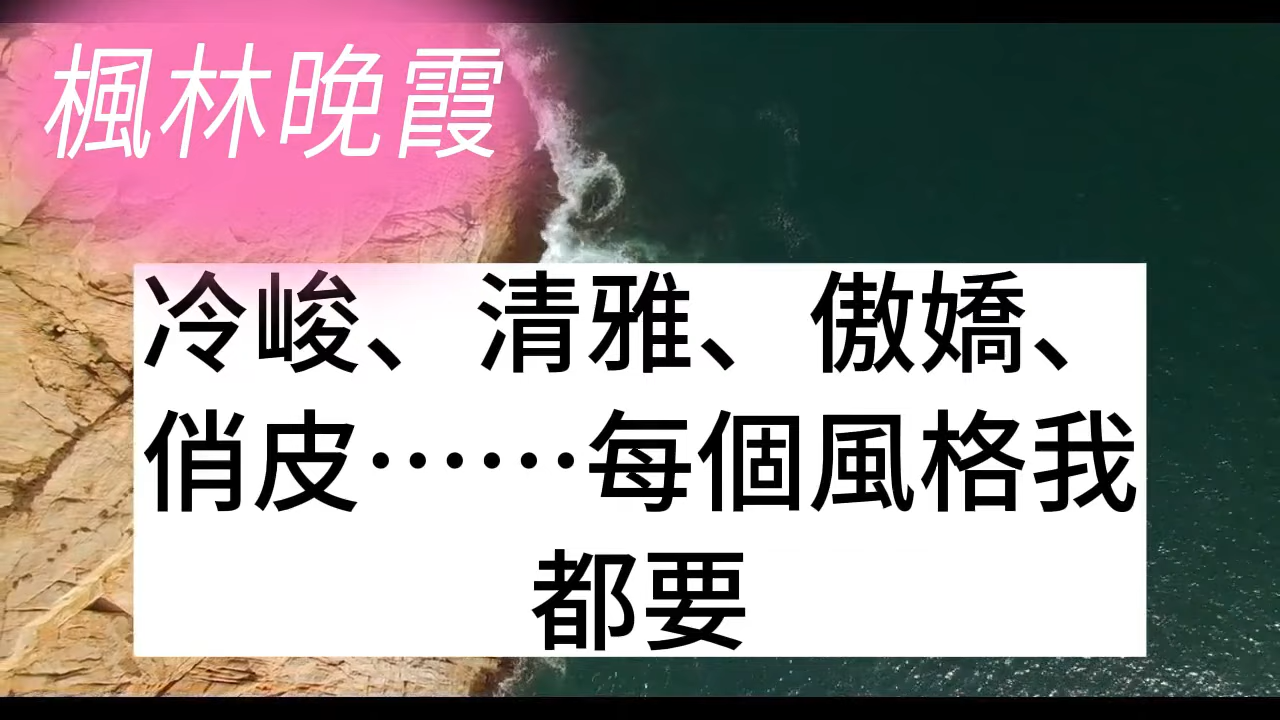 楓林晚霞
冷峻、清雅、傲嬌、
俏皮……每個風格我
都要